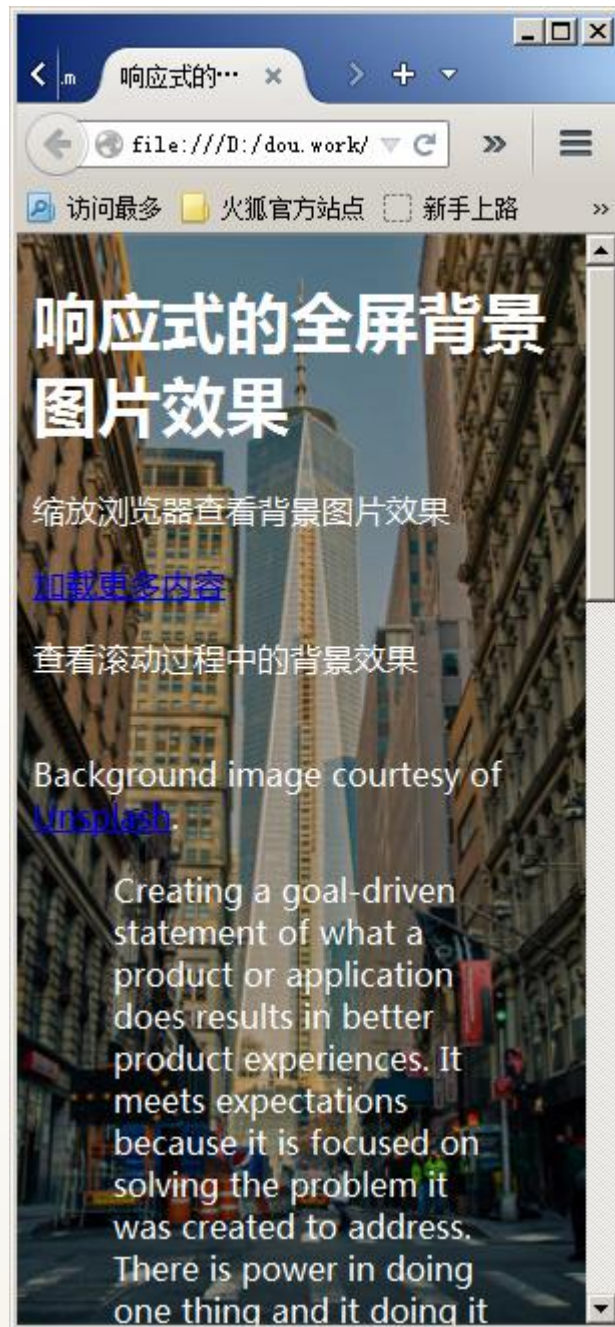 .m
响应式的…
file:///D:/dou.work/
访问最多 火狐官方站点 新手上路
响应式的全屏背景
图片效果
缩放浏览器查看背景图片效果
加载更多内容
查看滚动过程中的背景效果
Background image courtesy of
Unsplash.
Creating a goal-driven
statement of what a
product or application
does results in better
product experiences. It
meets expectations
because it is focused on
solving the problem it
was created to address.
There is power in doing
one thing and it doing it